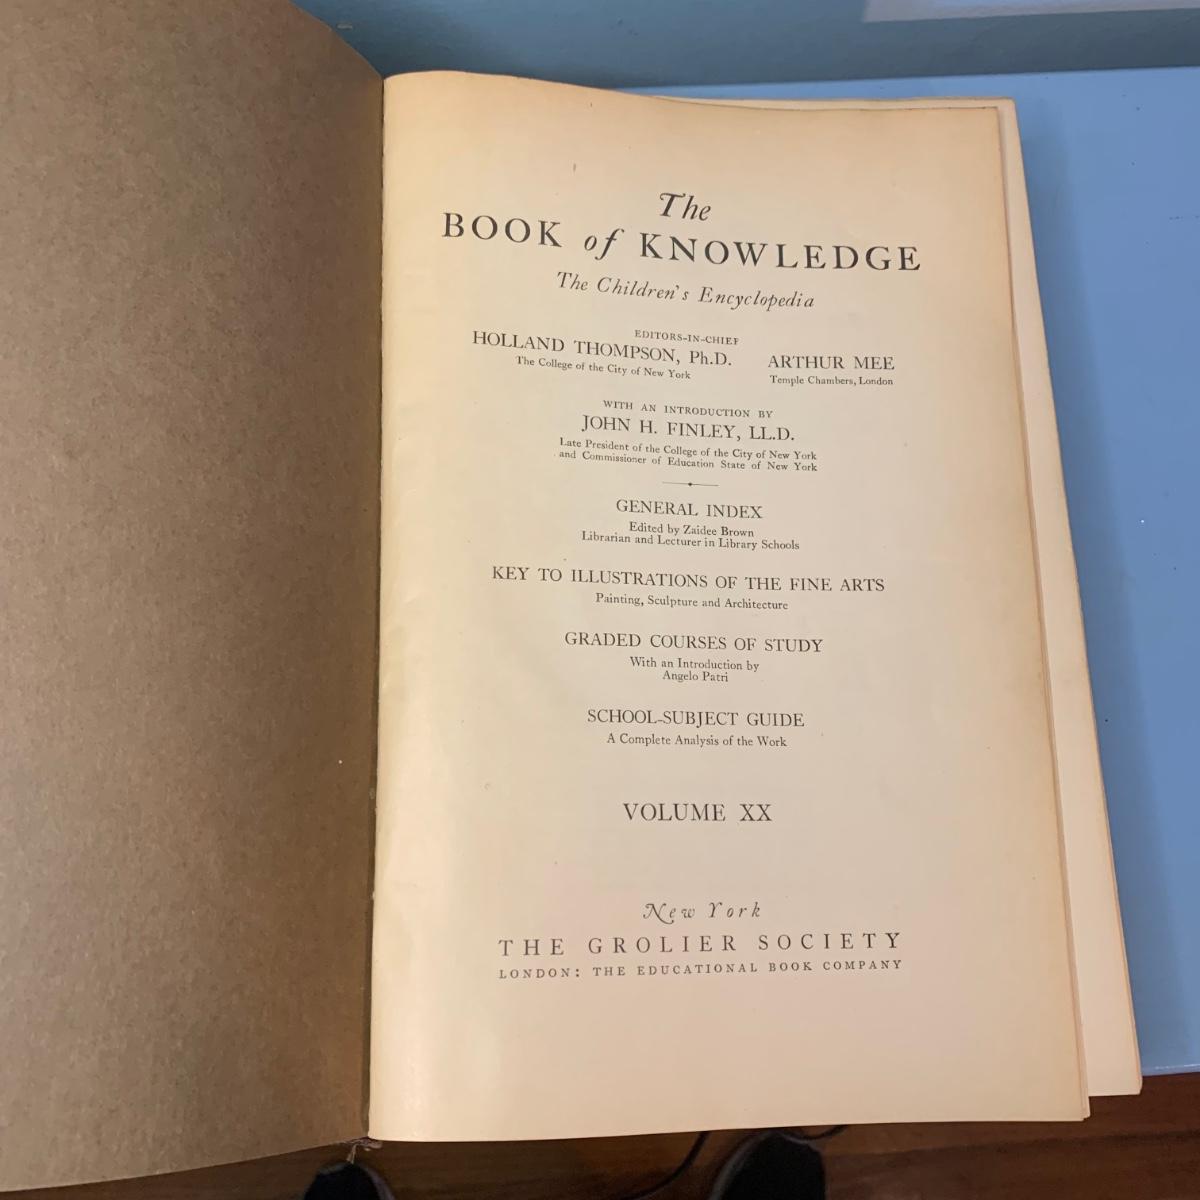 The
BOOK of KNOWLEDGE
The Children's Encyclopedia
EDITORS-IN-CHIEF
HOLLAND THOMPSON, Ph.D.
The College of the City of New York
ARTHUR MEE
Temple Chambers, London
WITH AN INTRODUCTION BY
JOHN H. FINLEY, LL.D.
Late President of the College of the City of New York
and Commissioner of Education State of New York
GENERAL INDEX
Edited by Zaidee Brown
Librarian and Lecturer in Library Schools
KEY TO ILLUSTRATIONS OF THE FINE ARTS
Painting, Sculpture and Architecture
GRADED COURSES OF STUDY
With an Introduction by
Angelo Patri
SCHOOL-SUBJECT GUIDE
A Complete Analysis of the Work
VOLUME XX
New York
THE GROLIER SOCIETY
LONDON: THE EDUCATIONAL BOOK COMPANY